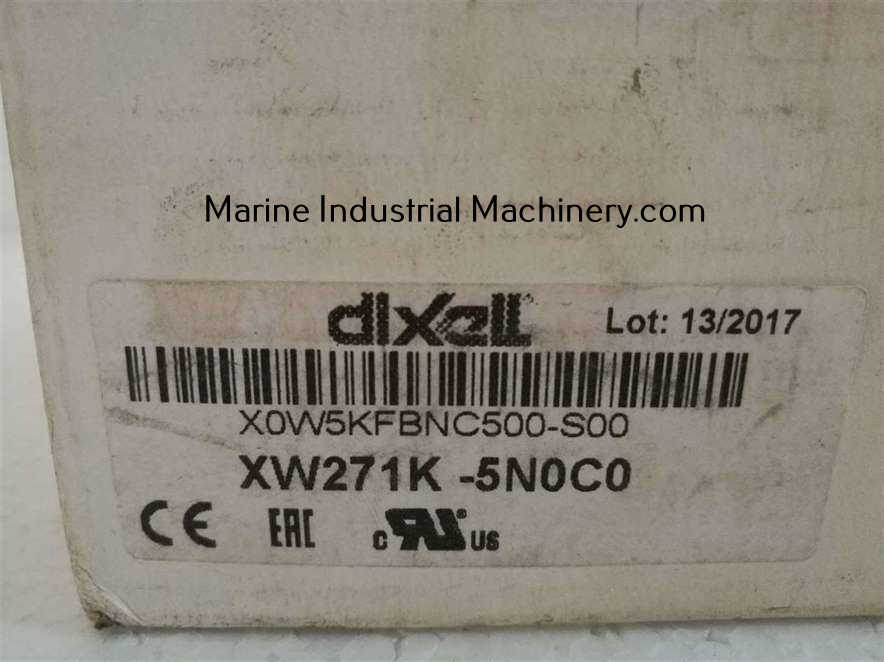 Marine Industrial Machinery.com
dixell Lot: 13/2017
X0W5KFBNC500-S00
XW271K -5N0C0
CE EAC c RU US